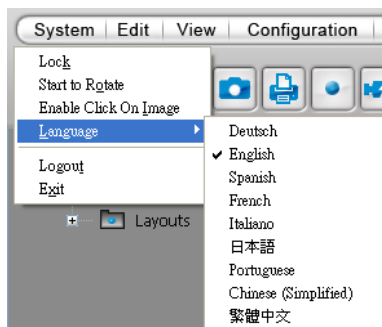 System Edit View Configuration
Lock
Start to Rotate
Enable Click On Image
Language
Logout
Exit
Layouts
Deutsch
English
Spanish
French
Italiano
日本語
Portuguese
Chinese (Simplified)
繁體中文